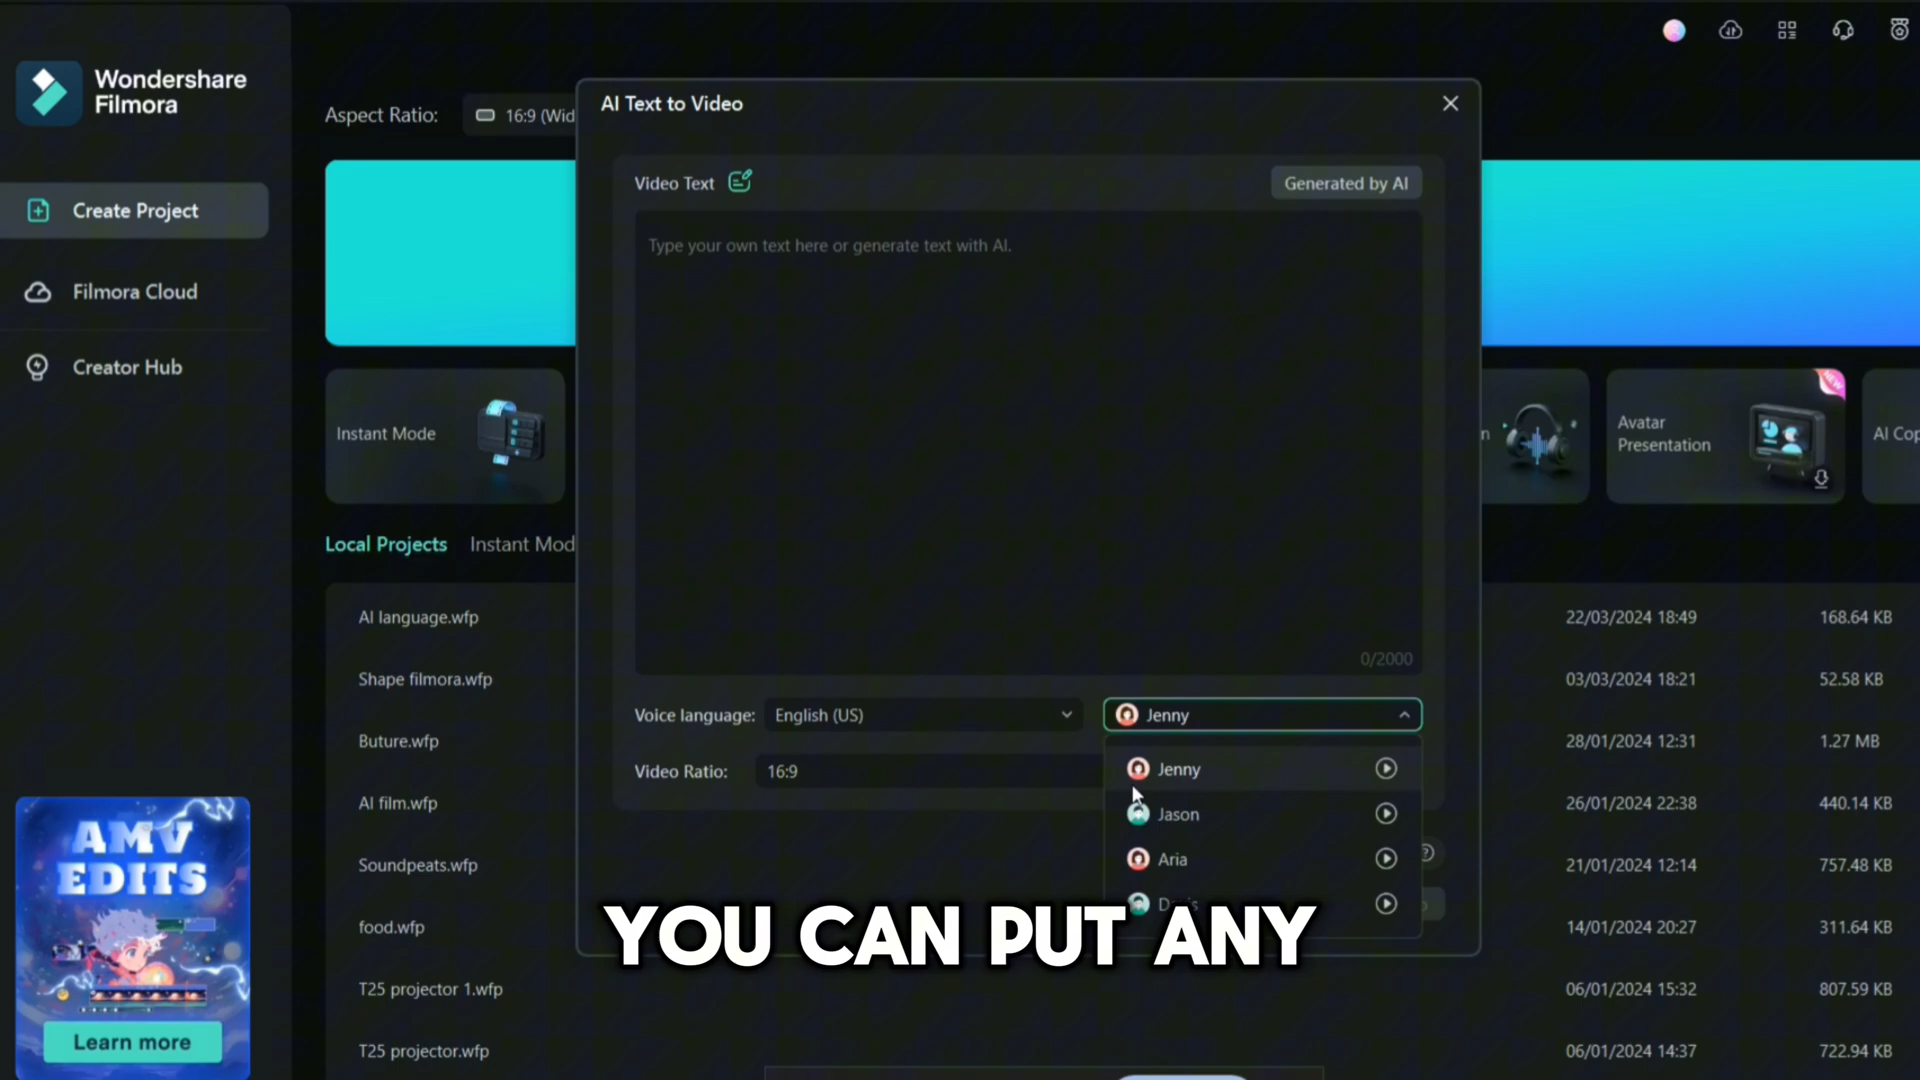 Wondershare
Filmora
Create Project
Filmora Cloud
Creator Hub
AMV
EDITS
Learn more
Aspect Ratio:
16:9 (Wid
Instant Mode
Avatar
Presentation
NEW
AI Cop
Local Projects
Instant Mod
AI language.wfp
22/03/2024 18:49
168.64 KB
Shape filmora.wfp
03/03/2024 18:21
52.58 KB
Buture.wfp
28/01/2024 12:31
1.27 MB
AI film.wfp
26/01/2024 22:38
440.14 KB
Soundpeats.wfp
21/01/2024 12:14
757.48 KB
food.wfp
14/01/2024 20:27
311.64 KB
T25 projector 1.wfp
06/01/2024 15:32
807.59 KB
T25 projector.wfp
06/01/2024 14:37
722.94 KB
AI Text to Video
Video Text
Generated by AI
Type your own text here or generate text with AI.
0/2000
Voice language:
English (US)
Jenny
Video Ratio:
16:9
Jenny
Jason
Aria
YOU CAN PUT ANY